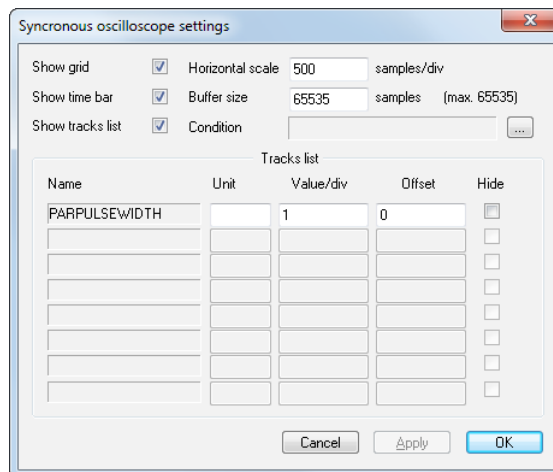 Syncronous oscilloscope settings
Show grid Horizontal scale 500 samples/div
Show time bar Buffer size 65535 samples (max. 65535)
Show tracks list Condition ...
Tracks list
Name Unit Value/div Offset Hide
PARPULSEWIDTH 1 0
Cancel Apply OK